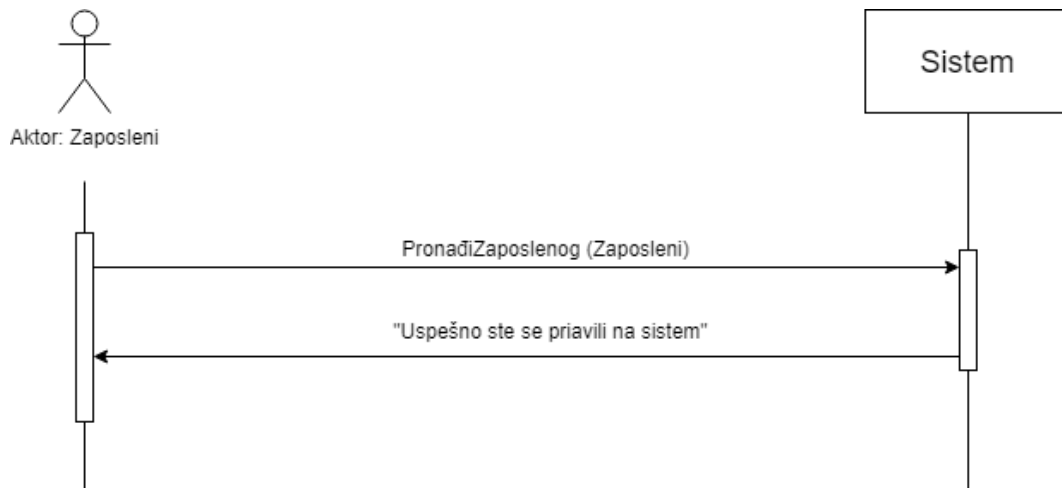 Sistem
Aktor: Zaposleni
PronađiZaposlenog (Zaposleni)
"Uspešno ste se priavili na sistem"